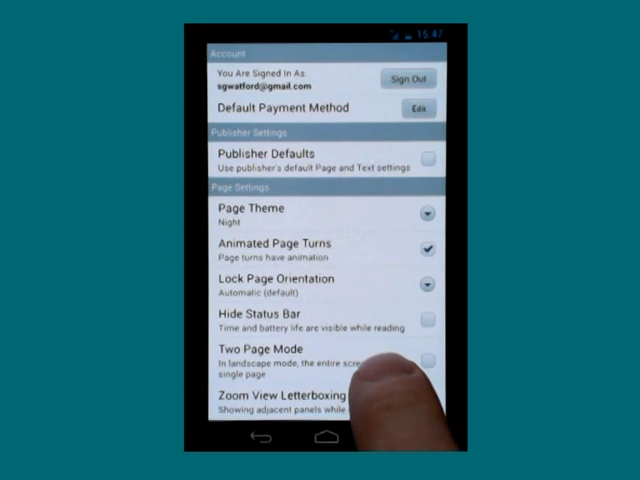 15:47
Account
You Are Signed In As
sgwatford@gmail.com
Sign Out
Default Payment Method
Edit
Publisher Settings
Publisher Defaults
Use publisher's default Page and Text settings
Page Settings
Page Theme
Night
Animated Page Turns
Page turns have animation
Lock Page Orientation
Automatic (default)
Hide Status Bar
Time and battery life are visible while reading
Two Page Mode
In landscape mode, the entire
single page
Zoom View Letterboxing
Showing adjacent panels while